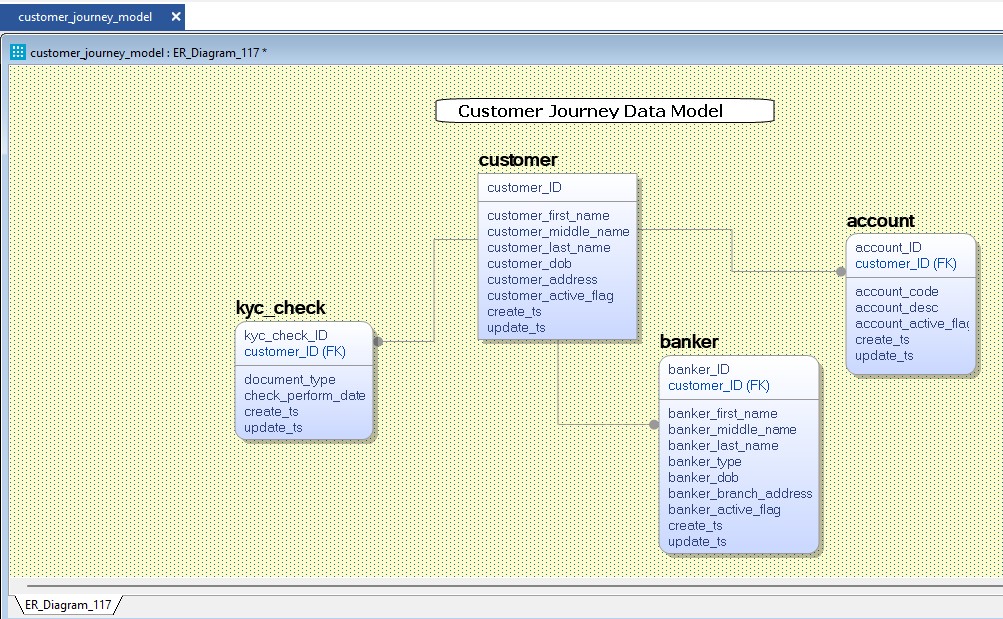 customer_journey_model
customer_journey_model : ER_Diagram_117 *
Customer Journey Data Model
customer
customer_ID
customer_first_name
customer_middle_name
customer_last_name
customer_dob
customer_address
customer_active_flag
create_ts
update_ts
account
account_ID
customer_ID (FK)
account_code
account_desc
account_active_flag
create_ts
update_ts
kyc_check
kyc_check_ID
customer_ID (FK)
document_type
check_perform_date
create_ts
update_ts
banker
banker_ID
customer_ID (FK)
banker_first_name
banker_middle_name
banker_last_name
banker_type
banker_dob
banker_branch_address
banker_active_flag
create_ts
update_ts
ER_Diagram_117